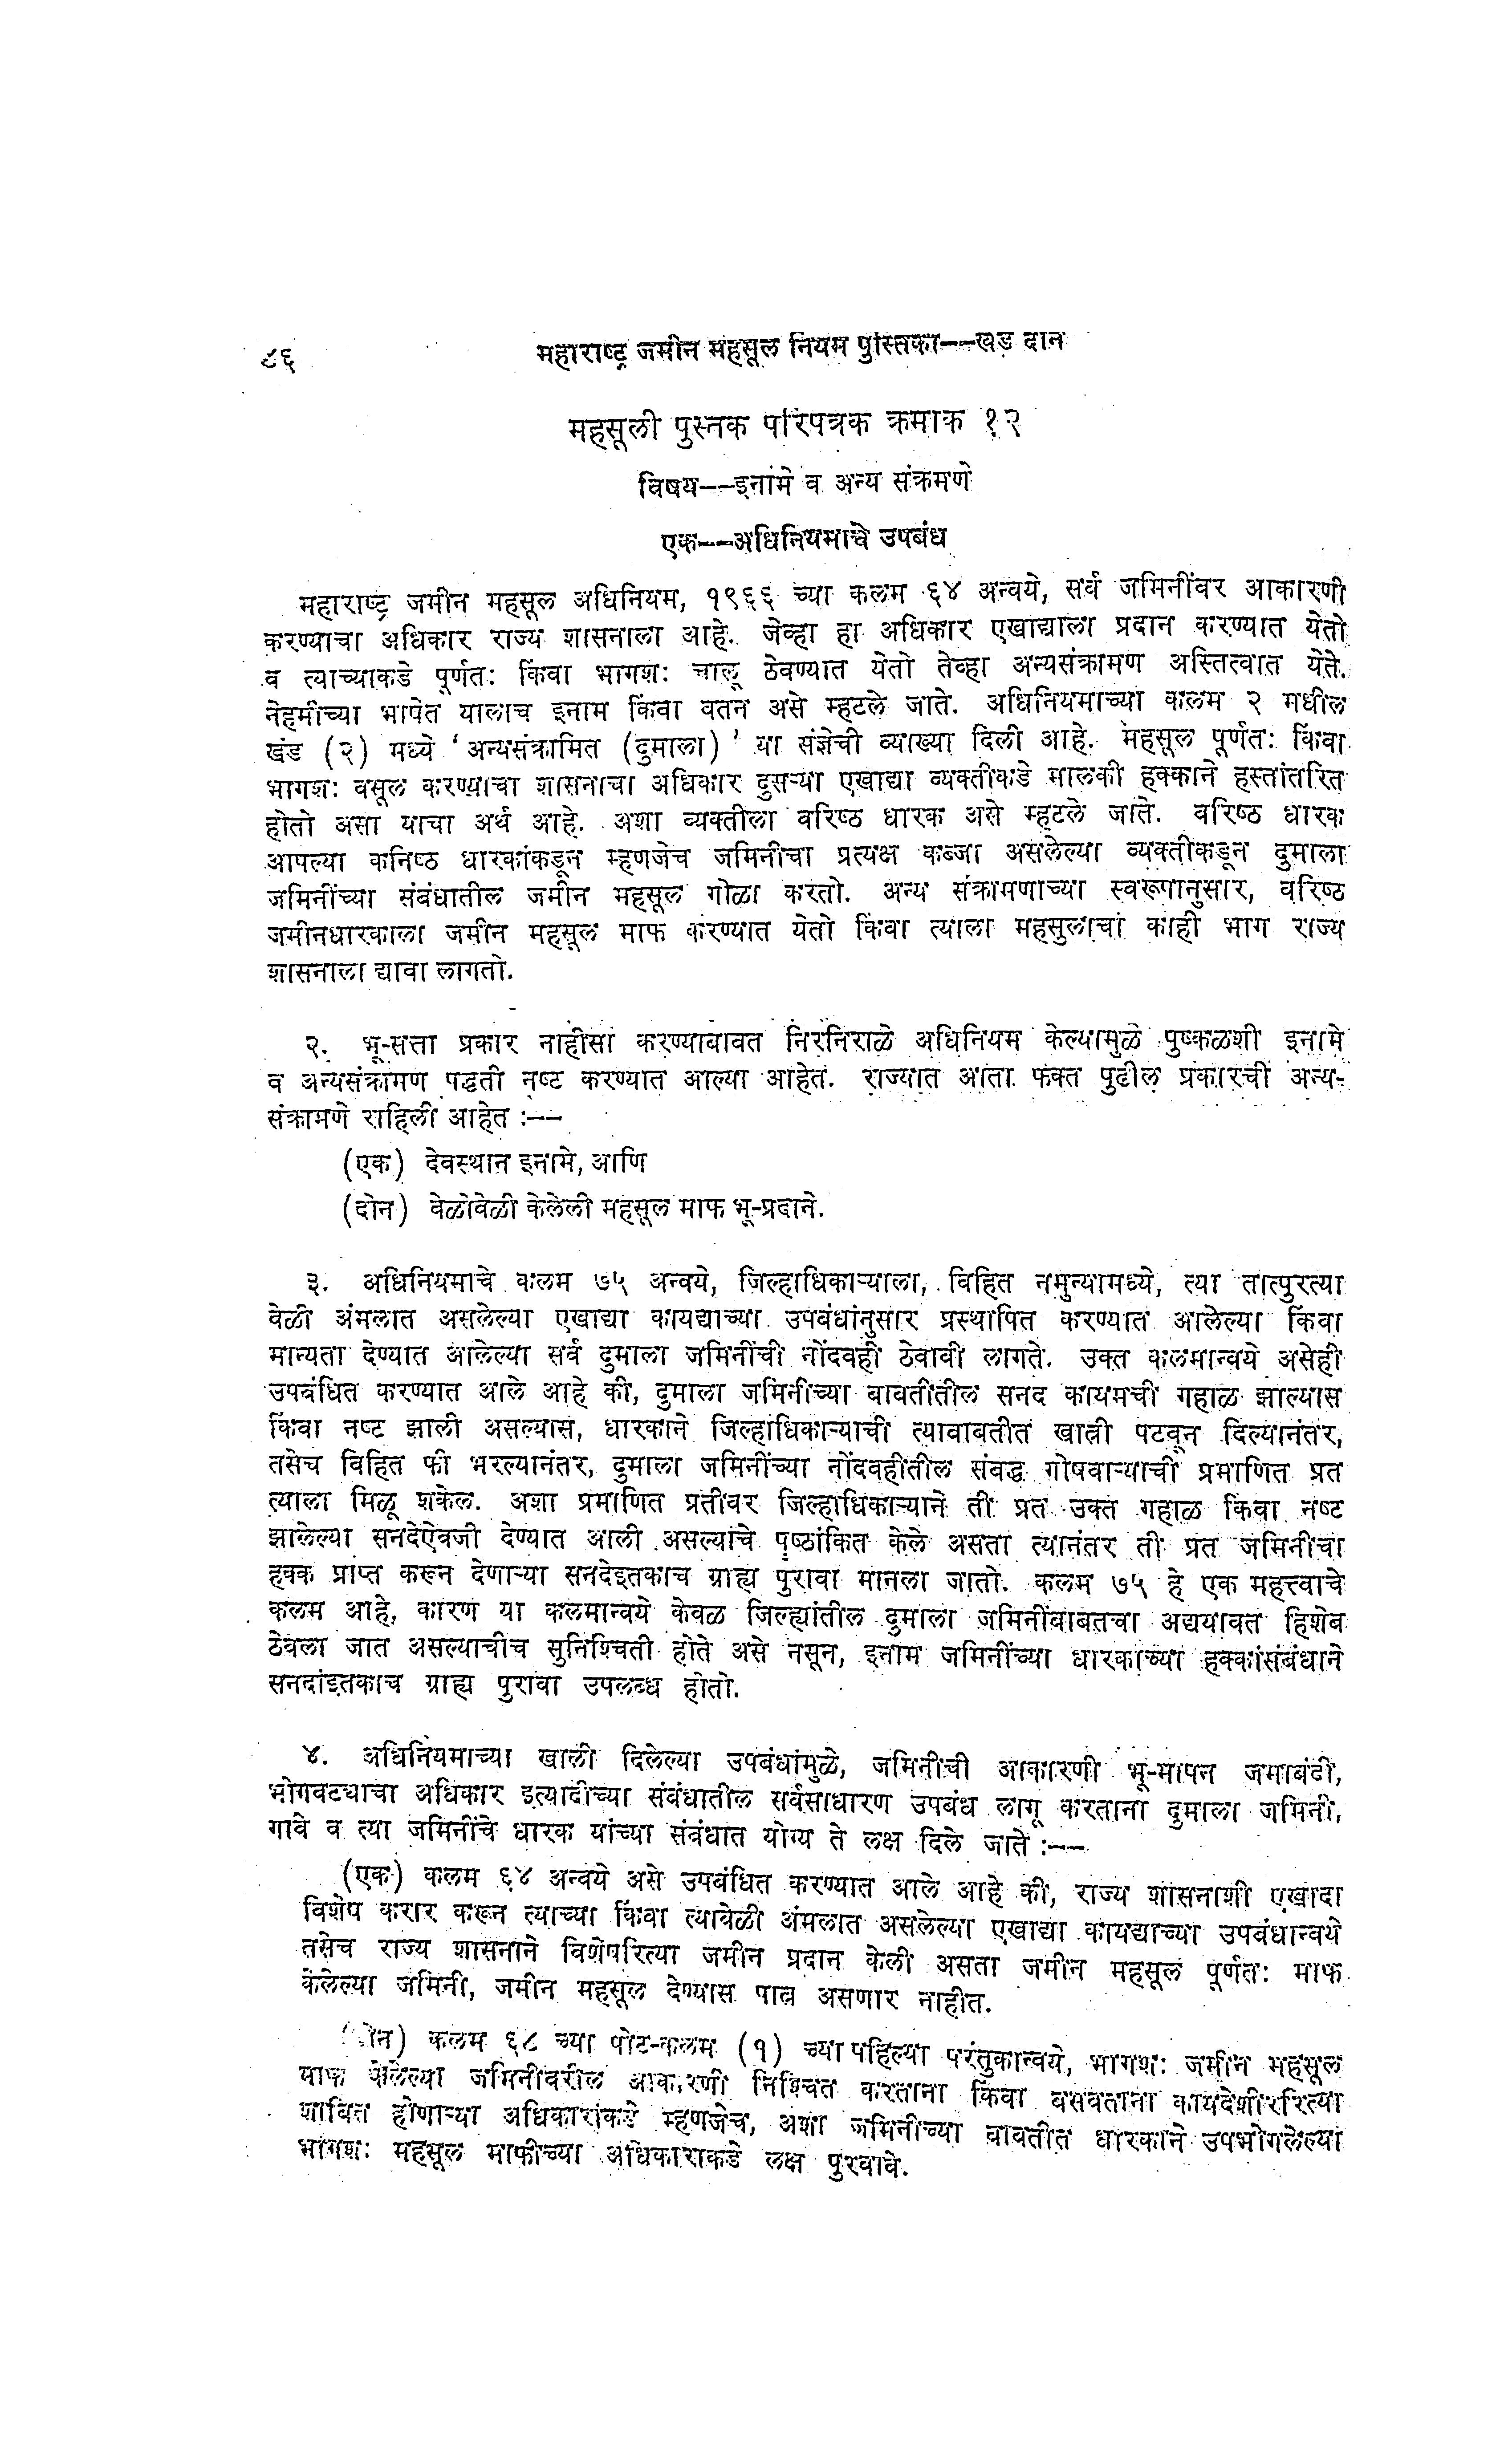 ८६
महाराष्ट्र जमीन महसूल नियम पुस्तिका--खंड दोन
महसूली पुस्तक परिपत्रक क्रमांक १२
विषय--इनामे व अन्य संक्रमणे
एक--अधिनियमाचे उपबंध
महाराष्ट्र जमीन महसूल अधिनियम, १९६६ च्या कलम ६४ अन्वये, सर्व जमिनींवर आकारणी
करण्याचा अधिकार राज्य शासनाला आहे. जेव्हा हा अधिकार एखाद्याला प्रदान करण्यात येतो
व त्याच्याकडे पूर्णतः किंवा भागशः चालू ठेवण्यात येतो तेव्हा अन्यसंक्रामण अस्तित्वात येते.
नेहमीच्या भाषेत यालाच इनाम किंवा वतन असे म्हटले जाते. अधिनियमाच्या कलम २ मधील
खंड (२) मध्ये 'अन्यसंक्रामित (दुमाला)' या संज्ञेची व्याख्या दिली आहे. महसूल पूर्णतः किंवा
भागशः वसूल करण्याचा शासनाचा अधिकार दुसऱ्या एखाद्या व्यक्तीकडे मालकी हक्काने हस्तांतरित
होतो असा याचा अर्थ आहे. अशा व्यक्तीला वरिष्ठ धारक असे म्हटले जाते. वरिष्ठ धारक
आपल्या कनिष्ठ धारकांकडून म्हणजेच जमिनीचा प्रत्यक्ष कब्जा असलेल्या व्यक्तीकडून दुमाला
जमिनींच्या संबंधातील जमीन महसूल गोळा करतो. अन्य संक्रामणाच्या स्वरूपानुसार, वरिष्ठ
जमीनधारकाला जमीन महसूल माफ करण्यात येतो किंवा त्याला महसुलाचा काही भाग राज्य
शासनाला द्यावा लागतो.
२. भू-सत्ता प्रकार नाहीसा करण्याबाबत निरनिराळे अधिनियम केल्यामुळे पुष्कळशी इनामे
व अन्यसंक्रामण पद्धती नष्ट करण्यात आल्या आहेत. राज्यात आता फक्त पुढील प्रकारची अन्य-
संक्रामणे राहिली आहेत :--
(एक) देवस्थान इनामे, आणि
(दोन) वेळोवेळी केलेली महसूल माफ भू-प्रदाने.
३. अधिनियमाचे कलम ७५ अन्वये, जिल्हाधिकाऱ्याला, विहित नमुन्यामध्ये, त्या तात्पुरत्या
वेळी अंमलात असलेल्या एखाद्या कायद्याच्या उपबंधांनुसार प्रस्थापित करण्यात आलेल्या किंवा
मान्यता देण्यात आलेल्या सर्व दुमाला जमिनींची नोंदवही ठेवावी लागते. उक्त कलमान्वये असेही
उपबंधित करण्यात आले आहे की, दुमाला जमिनीच्या बाबतीतील सनद कायमची गहाळ झाल्यास
किंवा नष्ट झाली असल्यास, धारकाने जिल्हाधिकाऱ्याची त्याबाबतीत खात्री पटवून दिल्यानंतर,
तसेच विहित फी भरल्यानंतर, दुमाला जमिनींच्या नोंदवहीतील संबद्ध गोषवाऱ्याची प्रमाणित प्रत
त्याला मिळू शकेल. अशा प्रमाणित प्रतीवर जिल्हाधिकाऱ्याने ती प्रत उक्त गहाळ किंवा नष्ट
झालेल्या सनदेऐवजी देण्यात आली असल्याचे पृष्ठांकित केले असता त्यानंतर ती प्रत जमिनीचा
हक्क प्राप्त करून देणाऱ्या सनदेइतकाच ग्राह्य पुरावा मानला जातो. कलम ७५ हे एक महत्त्वाचे
कलम आहे, कारण या कलमान्वये केवळ जिल्ह्यांतील दुमाला जमिनींबाबतचा अद्ययावत हिशेब
ठेवला जात असल्याचीच सुनिश्चिती होते असे नसून, इनाम जमिनींच्या धारकाच्या हक्कांसंबंधाने
सनदांइतकाच ग्राह्य पुरावा उपलब्ध होतो.
४. अधिनियमाच्या खाली दिलेल्या उपबंधांमुळे, जमिनीची आकारणी भू-मापन जमाबंदी,
भोगवट्याचा अधिकार इत्यादीच्या संबंधातील सर्वसाधारण उपबंध लागू करताना दुमाला जमिनी,
गावे व त्या जमिनींचे धारक यांच्या संबंधात योग्य ते लक्ष दिले जाते :--
(एक) कलम ६४ अन्वये असे उपबंधित करण्यात आले आहे की, राज्य शासनाशी एखादा
विशेष करार करून त्याच्या किंवा त्यावेळी अंमलात असलेल्या एखाद्या कायद्याच्या उपबंधान्वये
तसेच राज्य शासनाने विशेषरित्या जमीन प्रदान केली असता जमीन महसूल पूर्णतः माफ
केलेल्या जमिनी, जमीन महसूल देण्यास पात्र असणार नाहीत.
(दोन) कलम ६८ च्या पोट-कलम (१) च्या पहिल्या परंतुकान्वये, भागशः जमीन महसूल
माफ केलेल्या जमिनीवरील आकारणी निश्चित करताना किंवा बसवताना कायदेशीररित्या
शाबित होणाऱ्या अधिकारांकडे म्हणजेच, अशा जमिनीच्या बाबतीत धारकाने उपभोगलेल्या
भागशः महसूल माफीच्या अधिकाराकडे लक्ष पुरवावे.